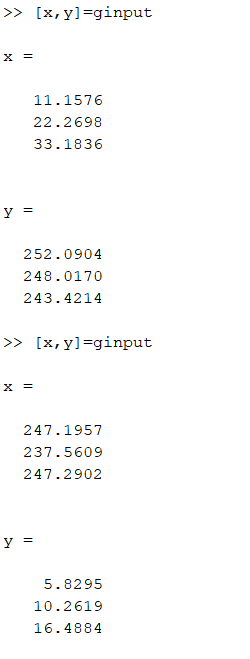 >> [x,y]=ginput
x =
11.1576
22.2698
33.1836
y =
252.0904
248.0170
243.4214
>> [x,y]=ginput
x =
247.1957
237.5609
247.2902
y =
5.8295
10.2619
16.4884